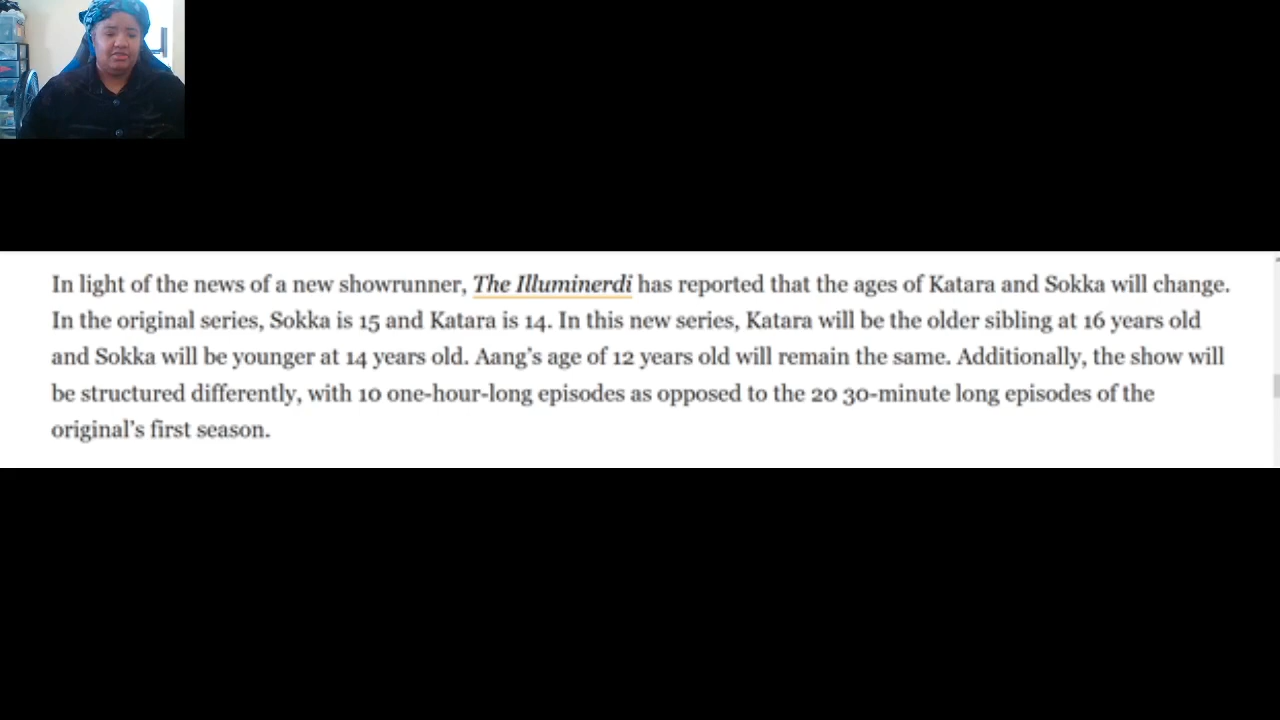 In light of the news of a new showrunner, The Illuminerdi has reported that the ages of Katara and Sokka will change.
In the original series, Sokka is 15 and Katara is 14. In this new series, Katara will be the older sibling at 16 years old
and Sokka will be younger at 14 years old. Aang’s age of 12 years old will remain the same. Additionally, the show will
be structured differently, with 10 one-hour-long episodes as opposed to the 20 30-minute long episodes of the
original’s first season.